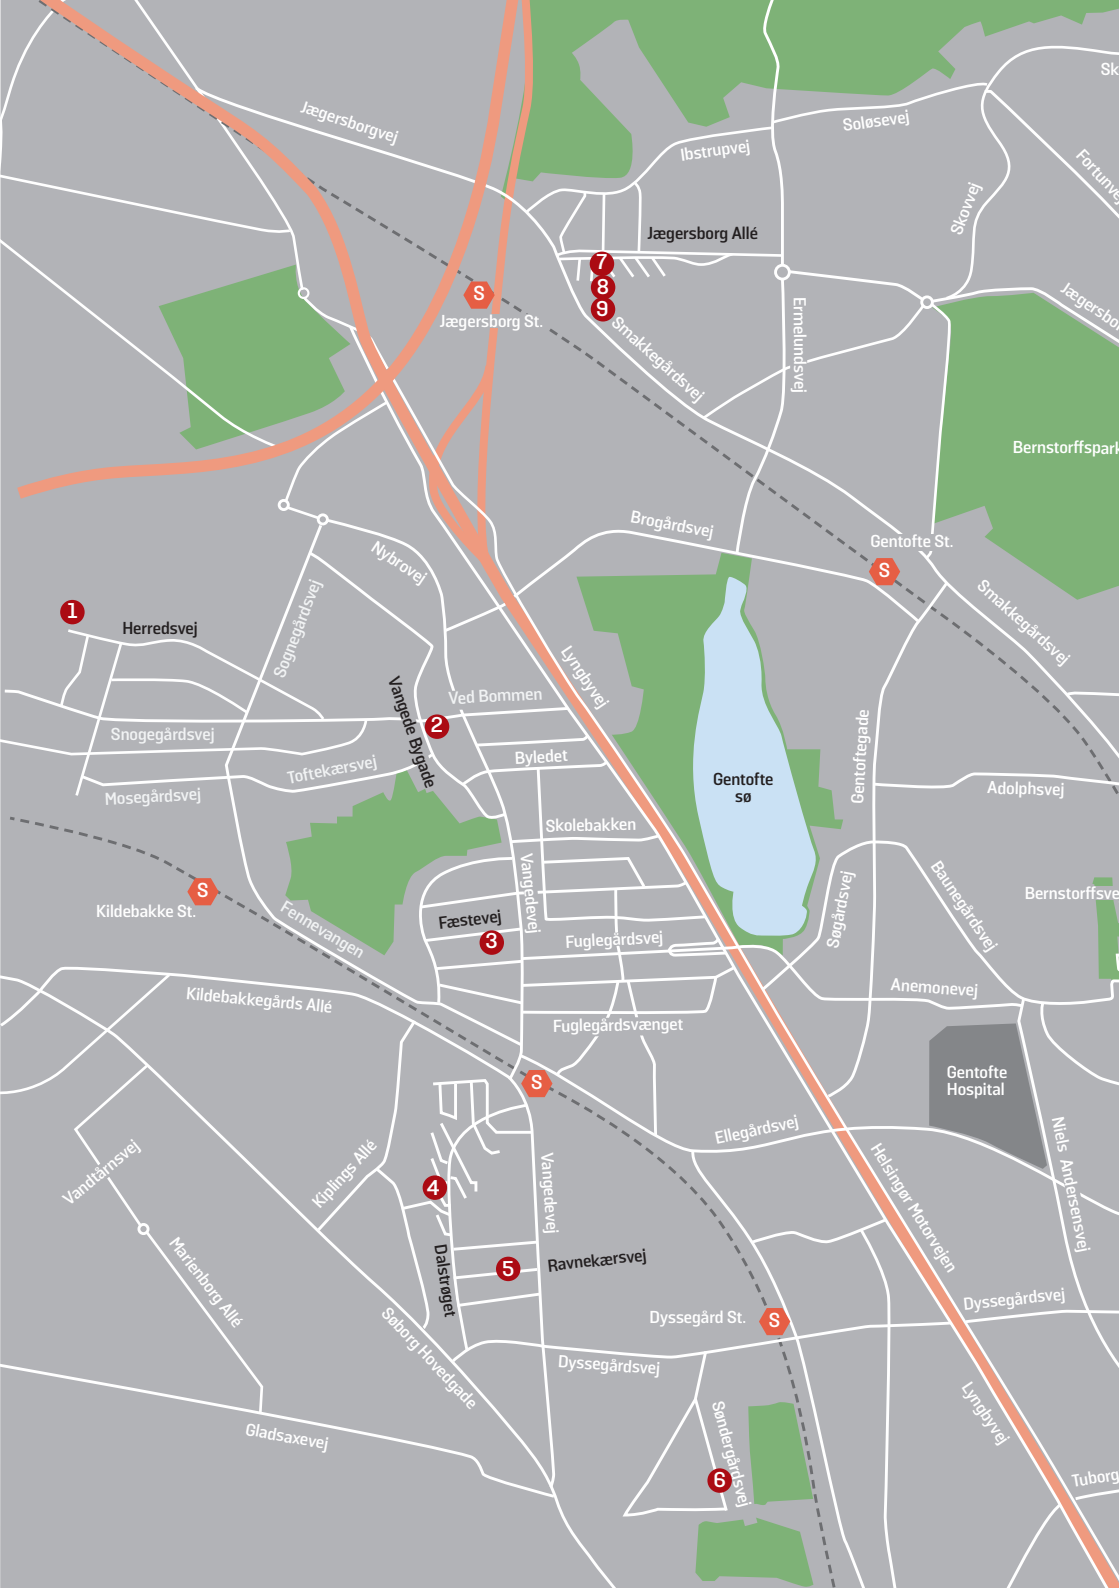 Sk
Jægersborgvej
Soløsevej
Ibstrupvej
Fortunvej
Skovvej
Jægersborg Allé
7
8
9
S
Jægersborg St.
Ermelundsvej
Smakkegårdsvej
Jægersbo
Bernstorffspark
Brogårdsvej
Gentofte St.
S
Nybrovej
Sognegårdsvej
Smakkegårdsvej
1
Herredsvej
Lyngbyvej
Vangede Bygade
Ved Bommen
2
Snogegårdsvej
Gentoftegade
Byledet
Toftekærsvej
Mosegårdsvej
Gentofte
sø
Adolphsvej
Skolebakken
Vangedevej
S
Kildebakke St.
Fennevangen
Fæstevej
3
Fuglegårdsvej
Søgårdsvej
Baunegårdsvej
Bernstorffsve
Kildebakkegårds Allé
Anemonevej
Fuglegårdsvænget
S
Gentofte
Hospital
Ellegårdsvej
Niels Andersensvej
Vandtårnsvej
Kiplings Allé
4
Vangedevej
Helsingør Motorvejen
Marienborg Allé
Dalstrøget
5
Ravnekærsvej
Dyssegård St.
S
Dyssegårdsvej
Søborg Hovedgade
Dyssegårdsvej
Lyngbyvej
Søndergårdsvej
6
Gladsaxevej
Tuborg